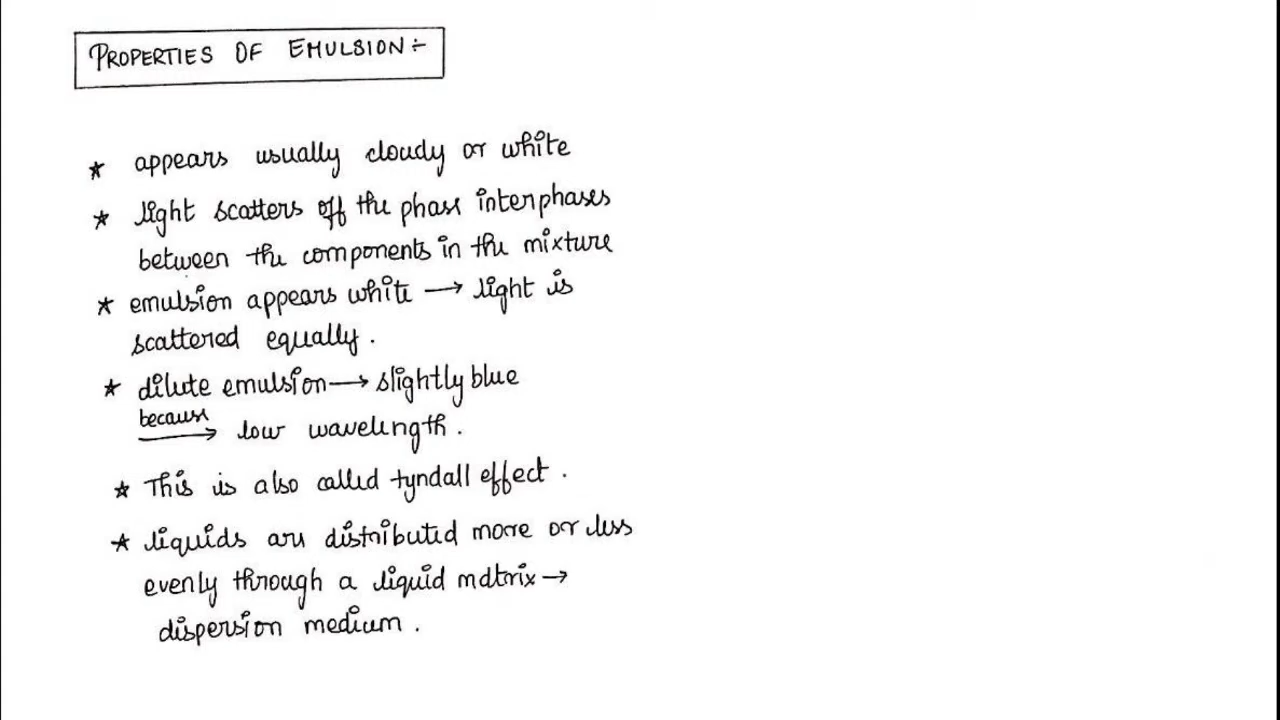 PROPERTIES OF EMULSION ÷
* appears usually cloudy or white
* light scatters off the phase interphases
between the components in the mixture
* emulsion appears white → light is
scattered equally.
* dilute emulsion → slightly blue
because
→ low wavelength.
* This is also called tyndall effect.
* liquids are distributed more or less
evenly through a liquid matrix →
dispersion medium.